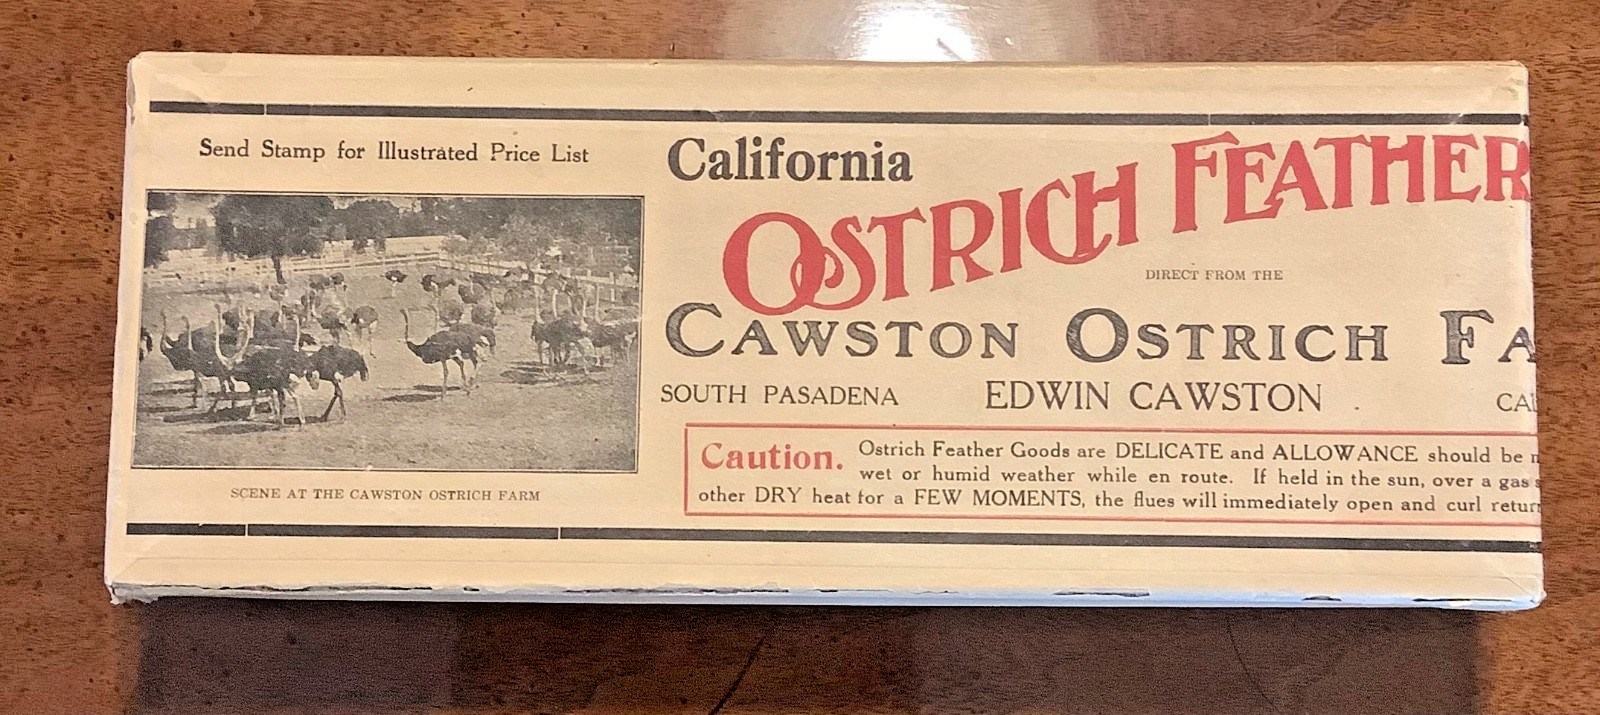 Send Stamp for Illustrated Price List
California
OSTRICH FEATHER
DIRECT FROM THE
CAWSTON OSTRICH FA
SOUTH PASADENA EDWIN CAWSTON CAL
Caution. Ostrich Feather Goods are DELICATE and ALLOWANCE should be
wet or humid weather while en route. If held in the sun, over a gas
other DRY heat for a FEW MOMENTS, the flues will immediately open and curl retur
SCENE AT THE CAWSTON OSTRICH FARM